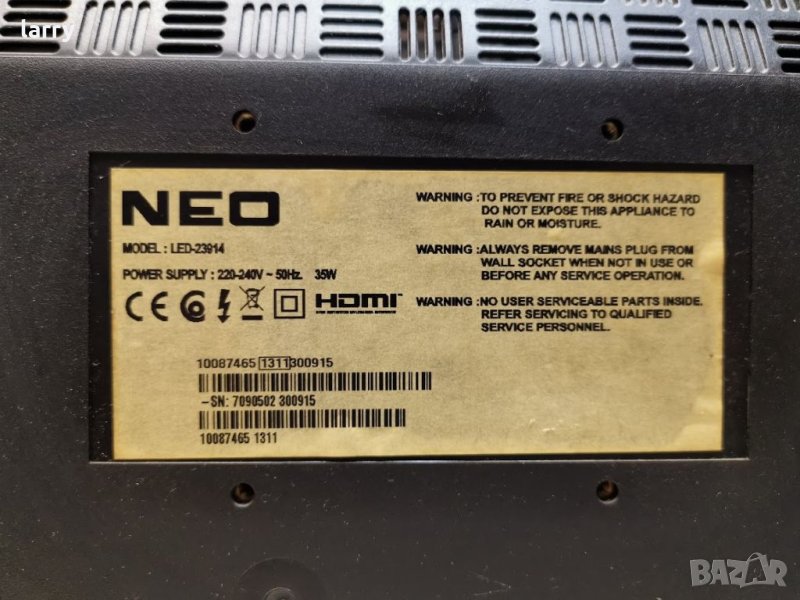 larry
NEO
MODEL : LED-23914
POWER SUPPLY : 220-240V ~ 50Hz. 35W
CE
HDMI
WARNING :TO PREVENT FIRE OR SHOCK HAZARD
DO NOT EXPOSE THIS APPLIANCE TO
RAIN OR MOISTURE.
WARNING :ALWAYS REMOVE MAINS PLUG FROM
WALL SOCKET WHEN NOT IN USE OR
BEFORE ANY SERVICE OPERATION.
WARNING :NO USER SERVICEABLE PARTS INSIDE.
REFER SERVICING TO QUALIFIED
SERVICE PERSONNEL.
10087465 1311 300915
-SN: 7090502 300915
10087465 1311
BAZAR